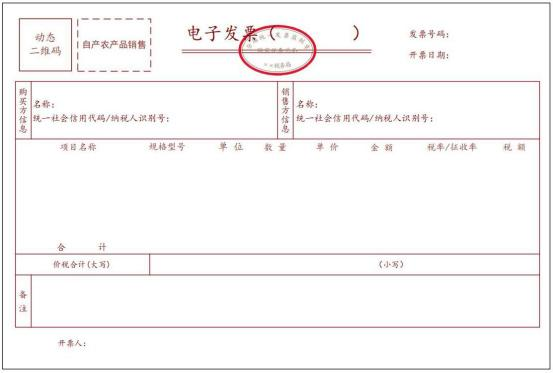 动态
二维码
自产农产品销售
电子发票（ ）
××税务局
发票号码：
开票日期：
购买方信息
名称：
统一社会信用代码/纳税人识别号：
销售方信息
名称：
统一社会信用代码/纳税人识别号：
项目名称 规格型号 单 位 数 量 单 价 金 额 税率/征收率 税 额
合 计
价税合计(大写) （小写）
备注
开票人：